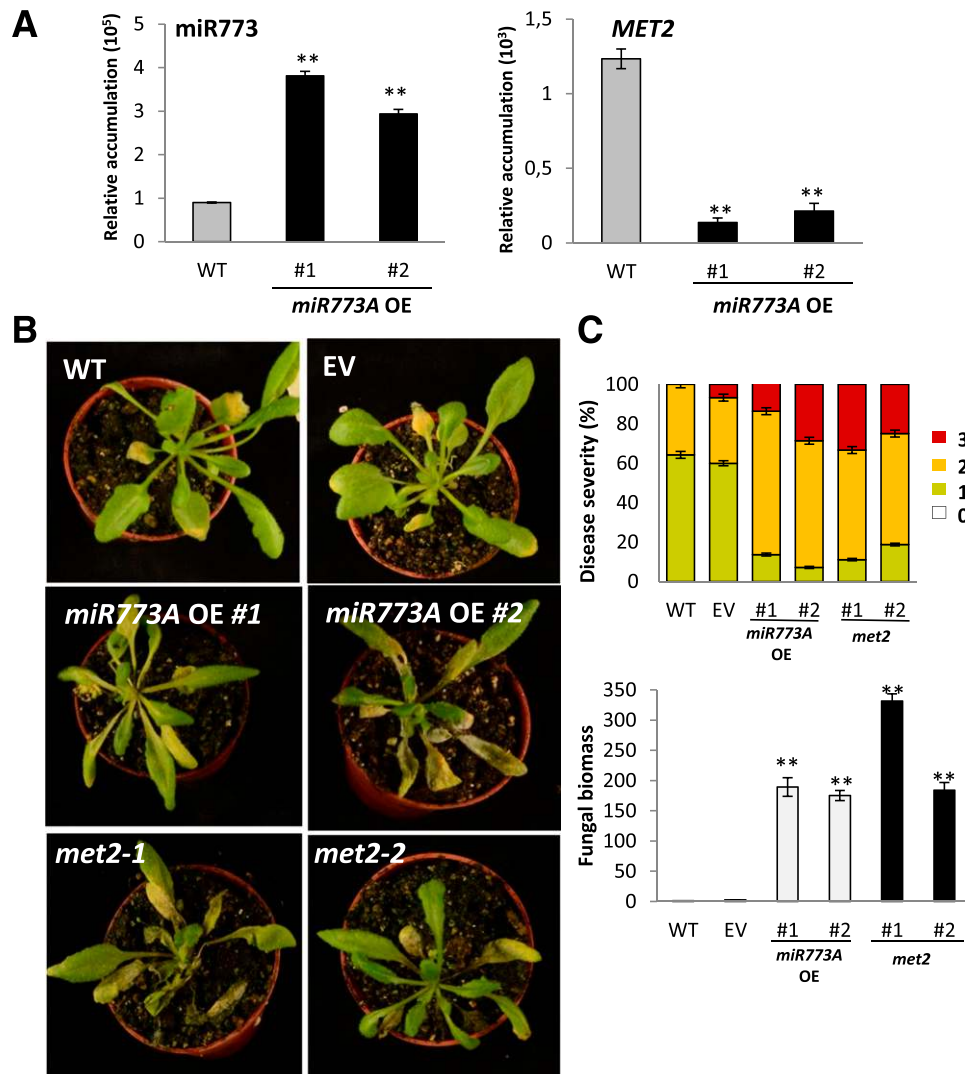 A
miR773
Relative accumulation (10⁵)
5
4
3
2
1
0
**
**
WT
#1
#2
miR773A OE
MET2
Relative accumulation (10³)
1,5
1
0,5
0
**
**
WT
#1
#2
miR773A OE
B
WT
EV
miR773A OE #1
miR773A OE #2
met2-1
met2-2
C
Disease severity (%)
100
80
60
40
20
0
3
2
1
0
WT
EV
#1
#2
#1
#2
miR773A
OE
met2
Fungal biomass
350
300
250
200
150
100
50
0
**
**
**
**
WT
EV
#1
#2
#1
#2
miR773A
OE
met2